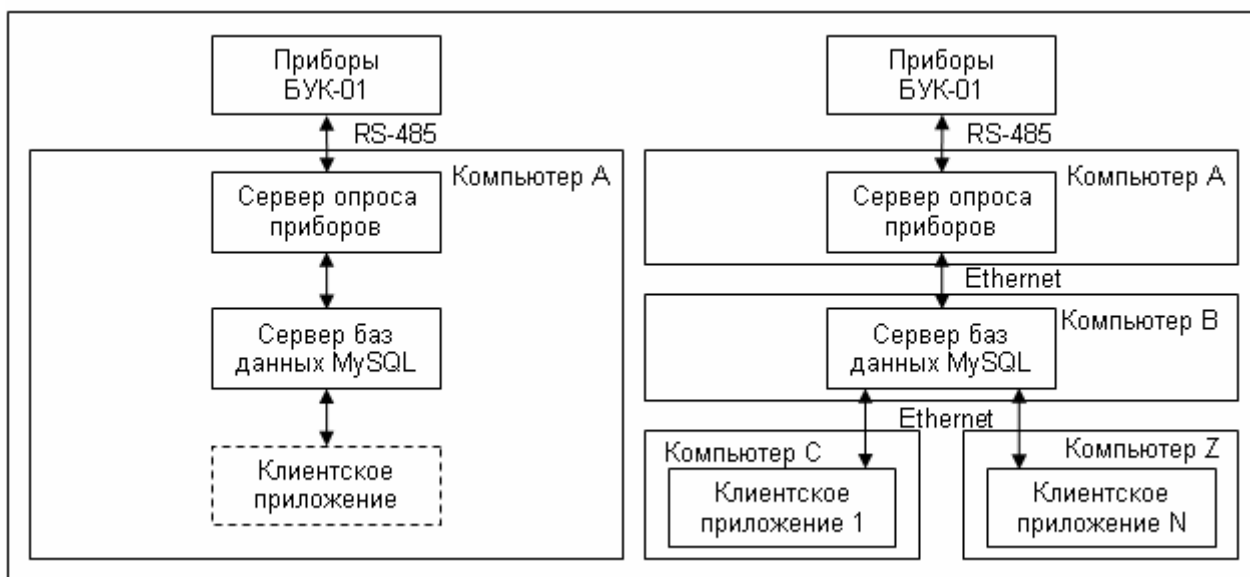 Приборы
БУК-01
RS-485
Компьютер A
Сервер опроса
приборов
Сервер баз
данных MySQL
Клиентское
приложение
Приборы
БУК-01
RS-485
Компьютер A
Сервер опроса
приборов
Ethernet
Компьютер B
Сервер баз
данных MySQL
Ethernet
Компьютер C
Клиентское
приложение 1
Компьютер Z
Клиентское
приложение N